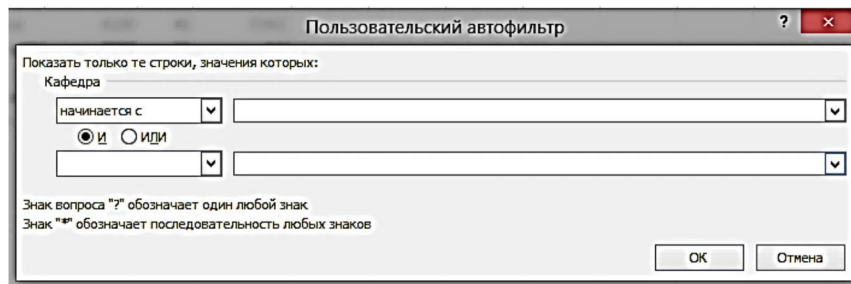 Пользовательский автофильтр ?
Показать только те строки, значения которых:
Кафедра
начинается с
И ИЛИ
Знак вопроса "?" обозначает один любой знак
Знак "*" обозначает последовательность любых знаков
ОК Отмена